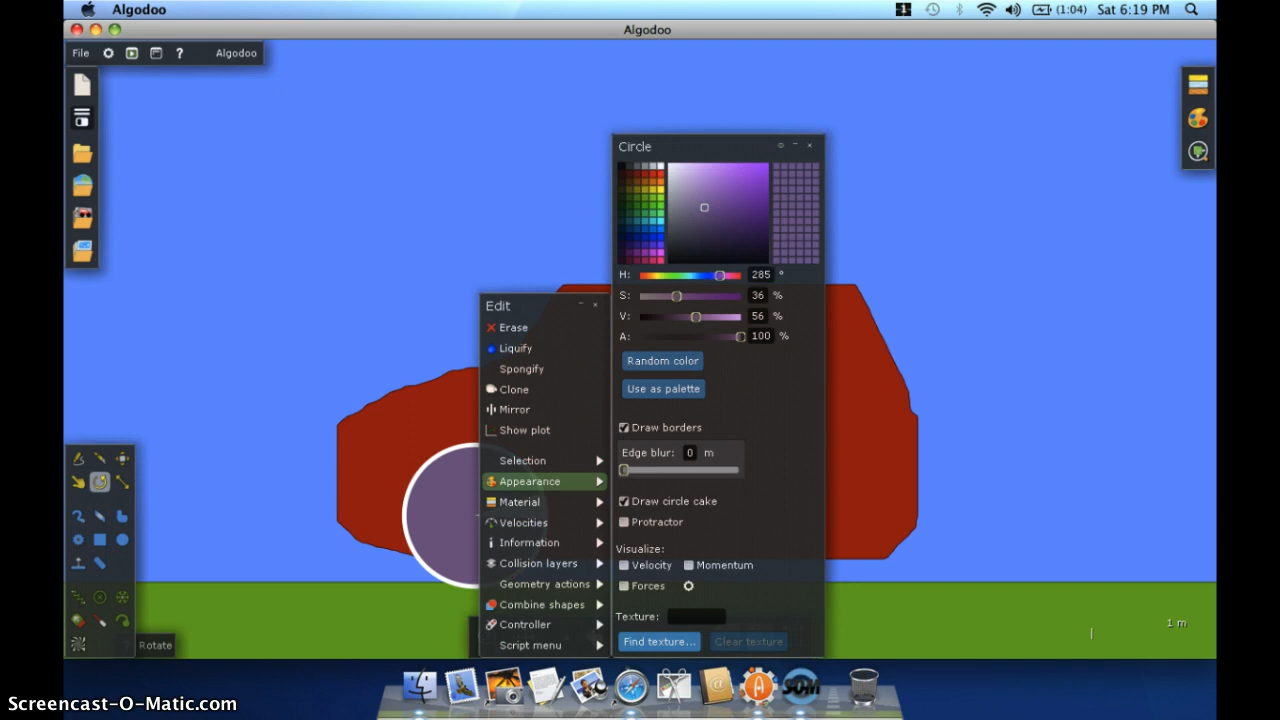 Algodoo
1
(1:04)
Sat 6:19 PM
Algodoo
File
?
Algodoo
Circle
H:
285 °
S:
36 %
V:
56 %
A:
100 %
Random color
Use as palette
Draw borders
Edge blur: 0 m
Draw circle cake
Protractor
Visualize:
Velocity
Momentum
Forces
Texture:
Find texture...
Clear texture
Edit
Erase
Liquify
Spongify
Clone
Mirror
Show plot
Selection
Appearance
Material
Velocities
Information
Collision layers
Geometry actions
Combine shapes
Controller
Script menu
Rotate
1 m
SOM
Screencast-O-Matic.com